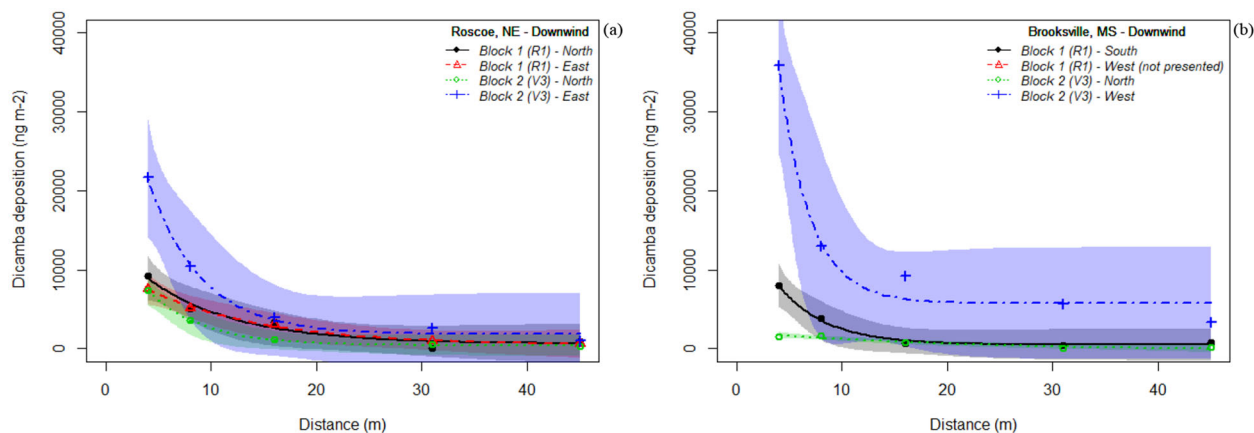 Roscoe, NE - Downwind
(a)
Block 1 (R1) - North
Block 1 (R1) - East
Block 2 (V3) - North
Block 2 (V3) - East
Dicamba deposition (ng m-2)
0 10000 20000 30000 40000
0 10 20 30 40
Distance (m)
Brooksville, MS - Downwind
(b)
Block 1 (R1) - South
Block 1 (R1) - West (not presented)
Block 2 (V3) - North
Block 2 (V3) - West
Dicamba deposition (ng m-2)
0 10000 20000 30000 40000
0 10 20 30 40
Distance (m)